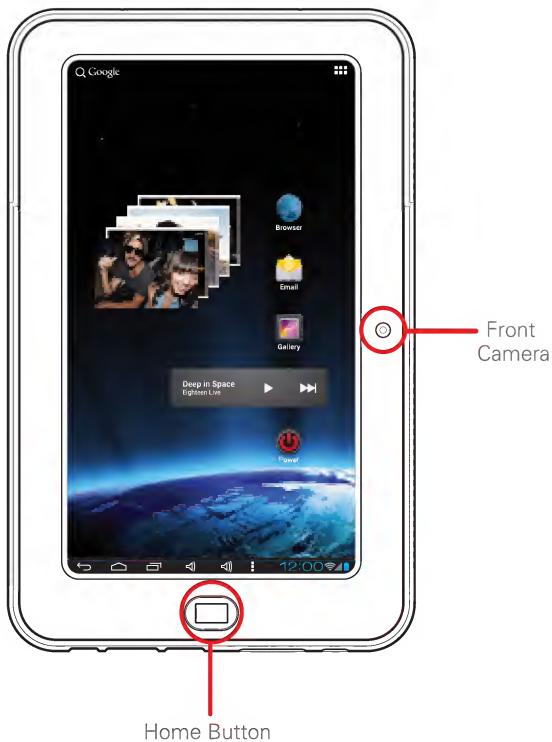 Google
Browser
Email
Gallery
Front
Camera
Deep in Space
Eighteen Live
Power
12:00
Home Button